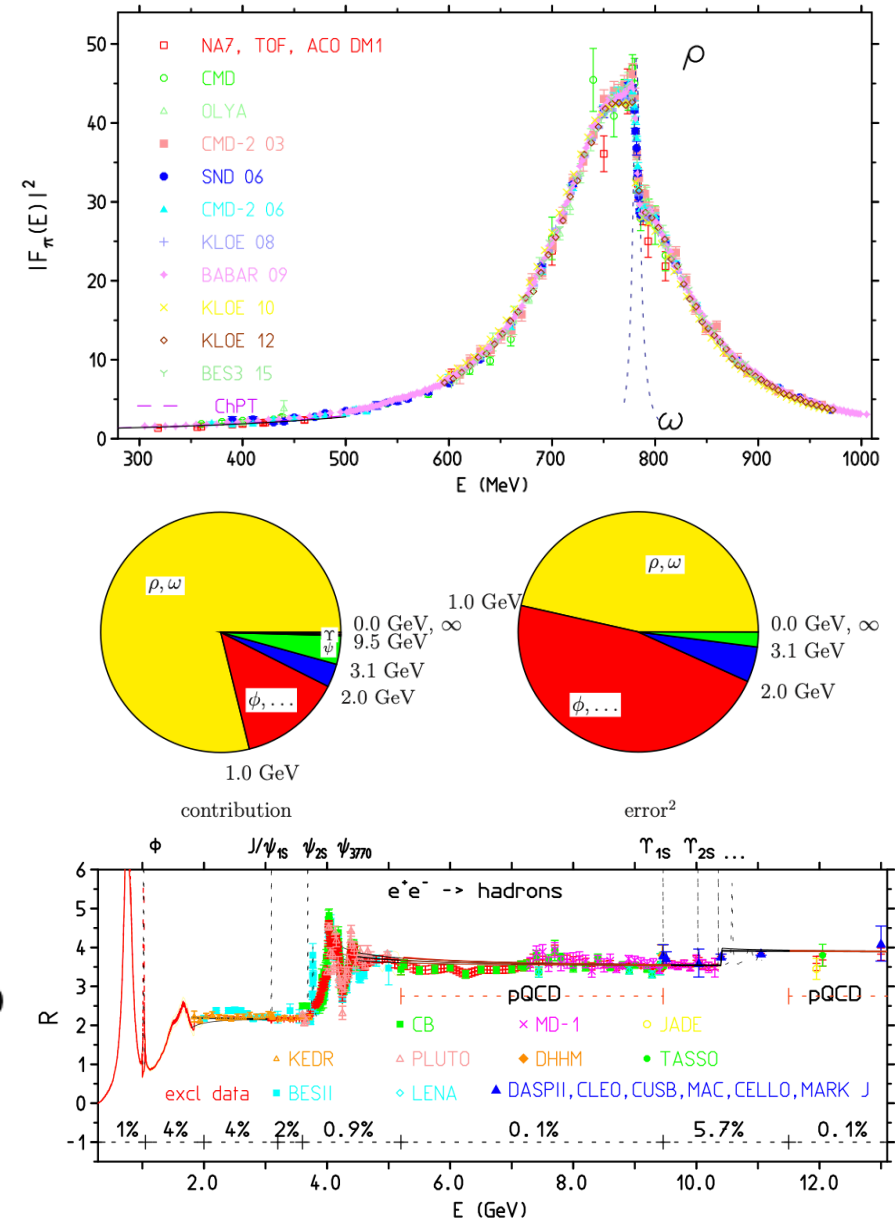 50
40
30
20
10
0
|F_π(E)|²
NA7, TOF, ACO DM1
CMD
OLYA
CMD-2 03
SND 06
CMD-2 06
KLOE 08
BABAR 09
KLOE 10
KLOE 12
BES3 15
ChPT
ρ
ω
300 400 500 600 700 800 900 1000
E (MeV)
ρ, ω
0.0 GeV, ∞
Υ
9.5 GeV
ψ
3.1 GeV
2.0 GeV
ϕ, . . .
1.0 GeV
contribution
ρ, ω
1.0 GeV
0.0 GeV, ∞
3.1 GeV
2.0 GeV
ϕ, . . .
error²
Φ J/ψ_1S ψ_2S ψ_3770 Υ_1S Υ_2S ...
6
5
4
3
2
1
0
-1
R
e⁺e⁻ -> hadrons
pQCD pQCD
CB MD-1 JADE
KEDR PLUTO DHHM TASSO
excl data BESII LENA DASPII,CLEO,CUSB,MAC,CELLO,MARK J
1% 4% 4% 2% 0.9% 0.1% 5.7% 0.1%
2.0 4.0 6.0 8.0 10.0 12.0
E (GeV)